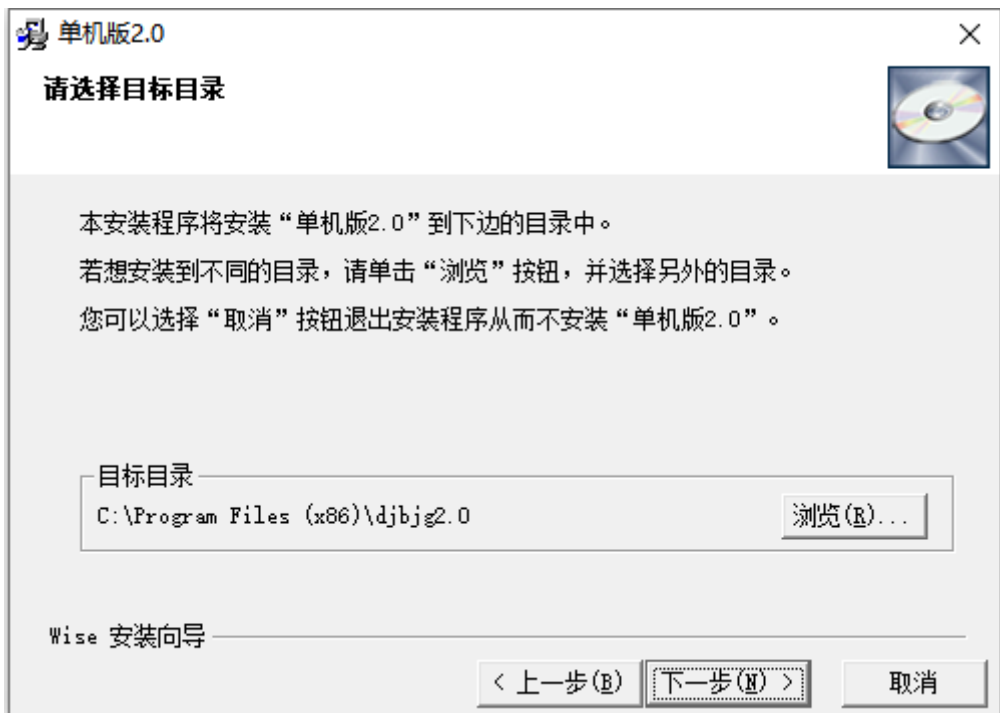 单机版2.0
请选择目标目录
本安装程序将安装“单机版2.0”到下边的目录中。
若想安装到不同的目录，请单击“浏览”按钮，并选择另外的目录。
您可以选择“取消”按钮退出安装程序从而不安装“单机版2.0”。
目标目录
C:\Program Files (x86)\djbjg2.0
浏览(R)...
Wise 安装向导
< 上一步(B)
下一步(N) >
取消